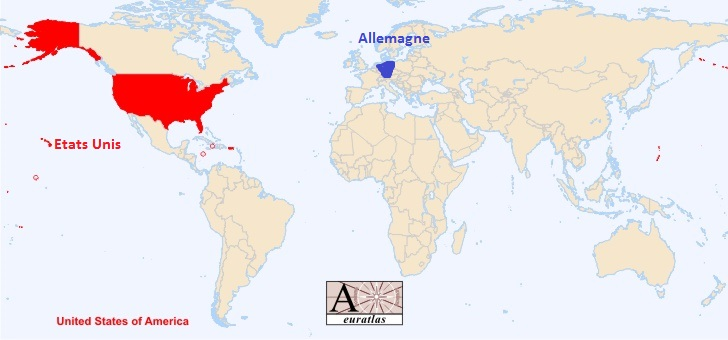 Allemagne
Etats Unis
A
euratlas
United States of America